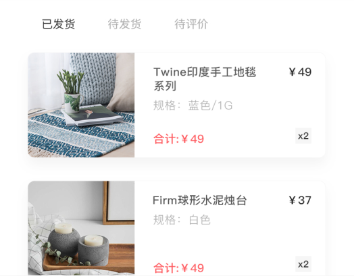 已发货 待发货 待评价
Twine印度手工地毯 ¥49
系列
规格：蓝色/1G
合计:¥49 x2
Firm球形水泥烛台 ¥37
规格：白色
合计:¥49 x2